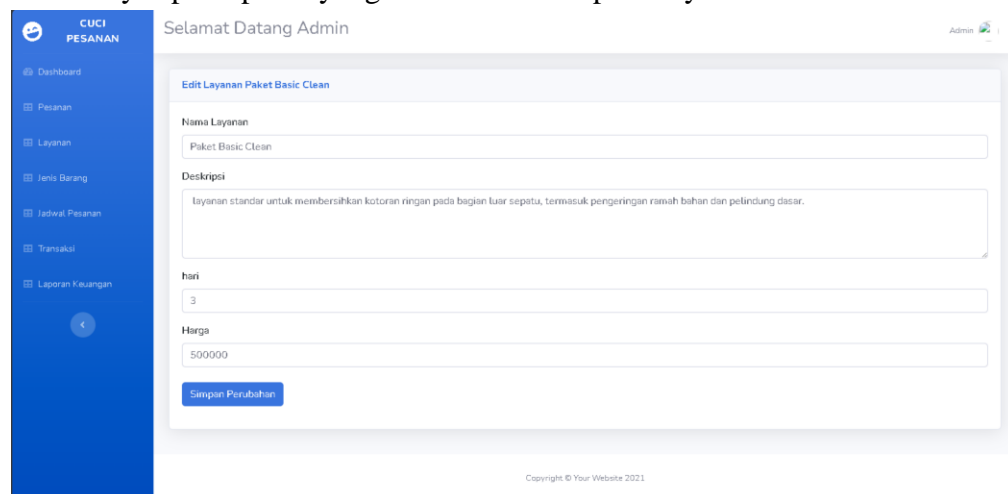 CUCI
PESANAN
Selamat Datang Admin
Admin
Dashboard
Pesanan
Layanan
Jenis Barang
Jadwal Pesanan
Transaksi
Laporan Keuangan
Edit Layanan Paket Basic Clean
Nama Layanan
Paket Basic Clean
Deskripsi
layanan standar untuk membersihkan kotoran ringan pada bagian luar sepatu, termasuk pengeringan ramah bahan dan pelindung dasar.
hari
3
Harga
500000
Simpan Perubahan
Copyright © Your Website 2021